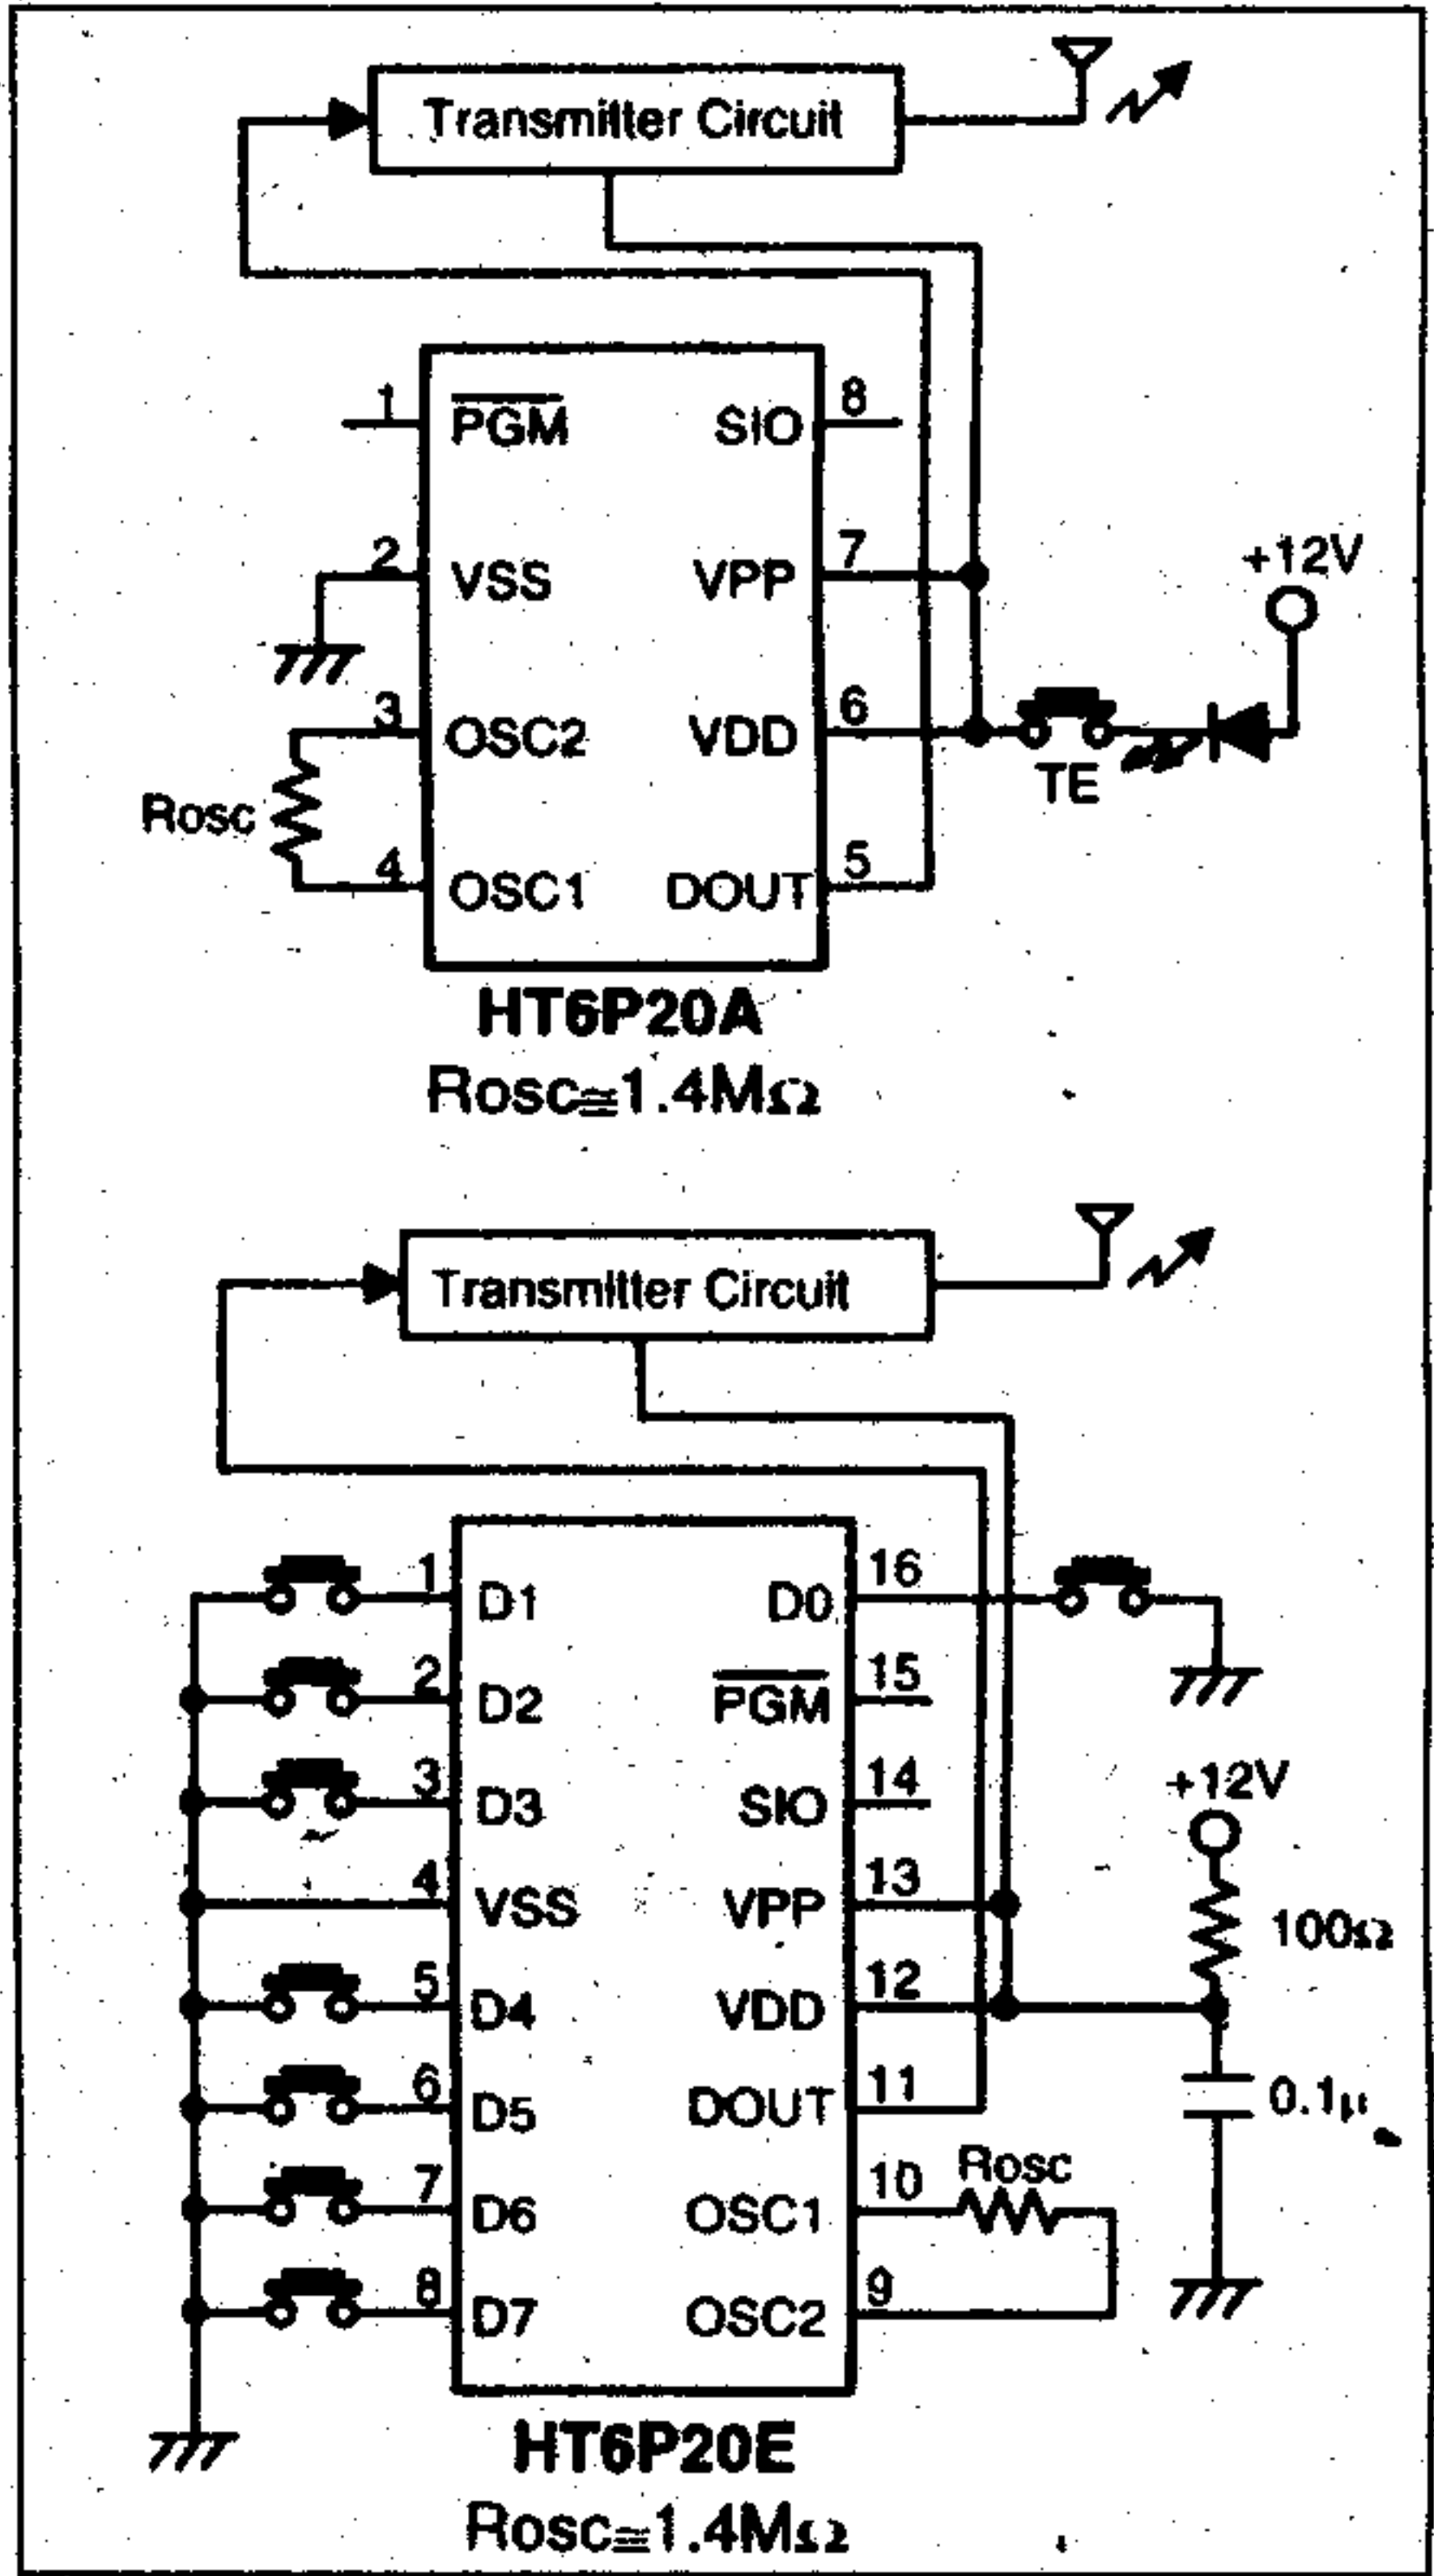 Transmitter Circuit
1 PGM SIO 8
2 VSS VPP 7
+12V
3 OSC2 VDD 6
TE
Rosc
4 OSC1 DOUT 5
HT6P20A
Rosc≅1.4MΩ
Transmitter Circuit
1 D1 D0 16
2 D2 PGM 15
3 D3 SIO 14
+12V
4 VSS VPP 13
100Ω
5 D4 VDD 12
6 D5 DOUT 11
0.1µ
Rosc
7 D6 OSC1 10
8 D7 OSC2 9
HT6P20E
Rosc≅1.4MΩ